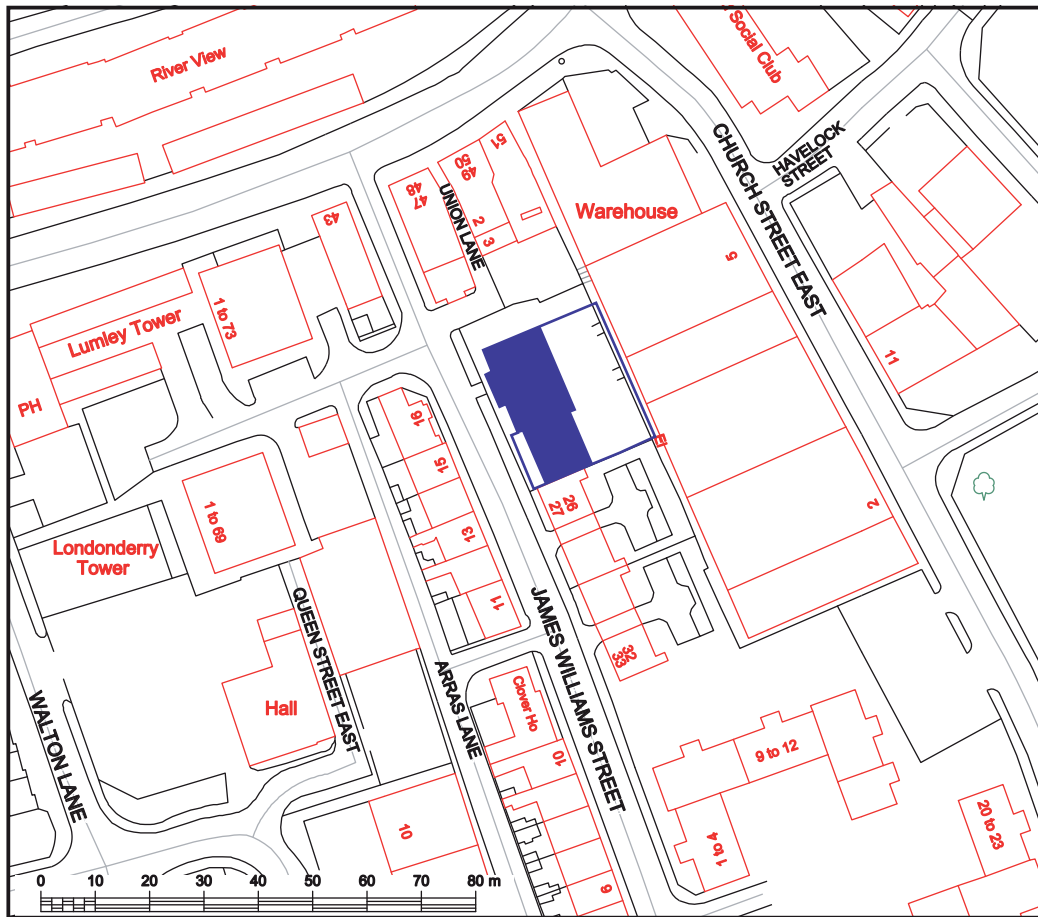 River View
Social Club
CHURCH STREET EAST
HAVELOCK
STREET
51
50
49
48
47
UNION LANE
2
3
Warehouse
5
43
1 to 73
Lumley Tower
PH
11
16
15
13
11
E
26
27
2
1 to 69
Londonderry
Tower
QUEEN STREET EAST
Hall
WALTON LANE
ARRAS LANE
JAMES WILLIAMS STREET
32
33
Clover Ho
10
9 to 12
1 to 4
20 to 23
10
9
0 10 20 30 40 50 60 70 80 m